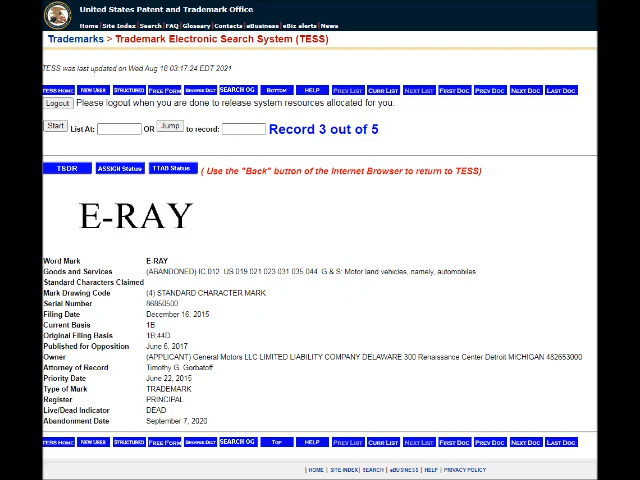 United States Patent and Trademark Office
Home | Site Index | Search | FAQ | Glossary | Contacts | eBusiness | eBiz alerts | News
Trademarks > Trademark Electronic Search System (TESS)
TESS was last updated on Wed Aug 18 03:17:24 EDT 2021
TESS HOME NEW USER STRUCTURED FREE FORM BROWSE DICT SEARCH OG BOTTOM HELP PREV LIST CURR LIST NEXT LIST FIRST DOC PREV DOC NEXT DOC LAST DOC
Logout Please logout when you are done to release system resources allocated for you.
Start List At: OR Jump to record: Record 3 out of 5
TSDR ASSIGN Status TTAB Status ( Use the "Back" button of the Internet Browser to return to TESS)
E-RAY
Word Mark E-RAY
Goods and Services (ABANDONED) IC 012. US 019 021 023 031 035 044. G & S: Motor land vehicles, namely, automobiles
Standard Characters Claimed
Mark Drawing Code (4) STANDARD CHARACTER MARK
Serial Number 86850500
Filing Date December 16, 2015
Current Basis 1B
Original Filing Basis 1B;44D
Published for Opposition June 6, 2017
Owner (APPLICANT) General Motors LLC LIMITED LIABILITY COMPANY DELAWARE 300 Renaissance Center Detroit MICHIGAN 482653000
Attorney of Record Timothy G. Gorbatoff
Priority Date June 22, 2015
Type of Mark TRADEMARK
Register PRINCIPAL
Live/Dead Indicator DEAD
Abandonment Date September 7, 2020
TESS HOME NEW USER STRUCTURED FREE FORM BROWSE DICT SEARCH OG TOP HELP PREV LIST CURR LIST NEXT LIST FIRST DOC PREV DOC NEXT DOC LAST DOC
| HOME | SITE INDEX | SEARCH | eBUSINESS | HELP | PRIVACY POLICY